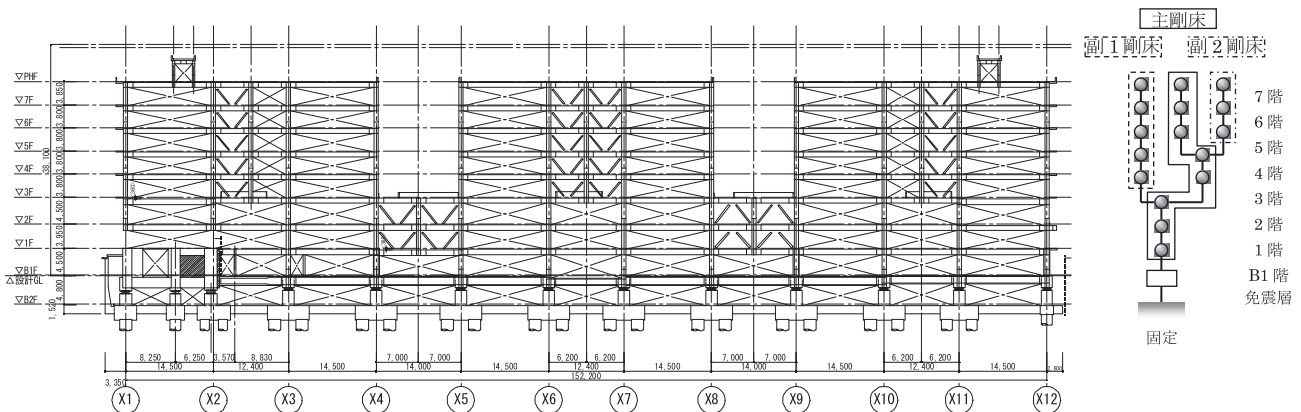 ▽PHF
▽7F
▽6F
▽5F
▽4F
▽3F
▽2F
▽1F
▽B1F
△設計GL
▽B2F
38,100
3,850
3,800
3,800
3,800
3,800
4,500
3,950
4,500
4,800
1,520
8,250 6,250 3,570 8,830 7,000 7,000 6,200 6,200 7,000 7,000 6,200 6,200
14,500 12,400 14,500 14,000 14,500 12,400 14,500 14,000 14,500 12,400 14,500
3,350 152,200
X1 X2 X3 X4 X5 X6 X7 X8 X9 X10 X11 X12
主剛床
副1剛床 副2剛床
7階
6階
5階
4階
3階
2階
1階
B1階
免震層
固定